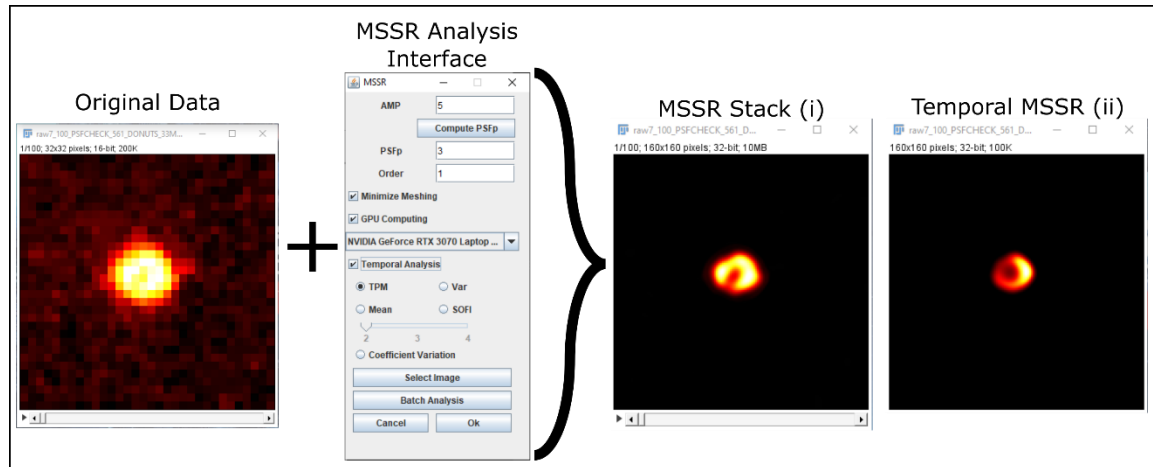 Original Data
raw7_100_PSFCHECK_561_DONUTS_33M...
1/100; 32x32 pixels; 16-bit; 200K
MSSR Analysis
Interface
MSSR
AMP 5
Compute PSFp
PSFp 3
Order 1
Minimize Meshing
GPU Computing
NVIDIA GeForce RTX 3070 Laptop ...
Temporal Analysis
TPM Var
Mean SOFI
2 3 4
Coefficient Variation
Select Image
Batch Analysis
Cancel Ok
MSSR Stack (i)
raw7_100_PSFCHECK_561_D...
1/100; 160x160 pixels; 32-bit; 10MB
Temporal MSSR (ii)
raw7_100_PSFCHECK_561_D...
160x160 pixels; 32-bit; 100K